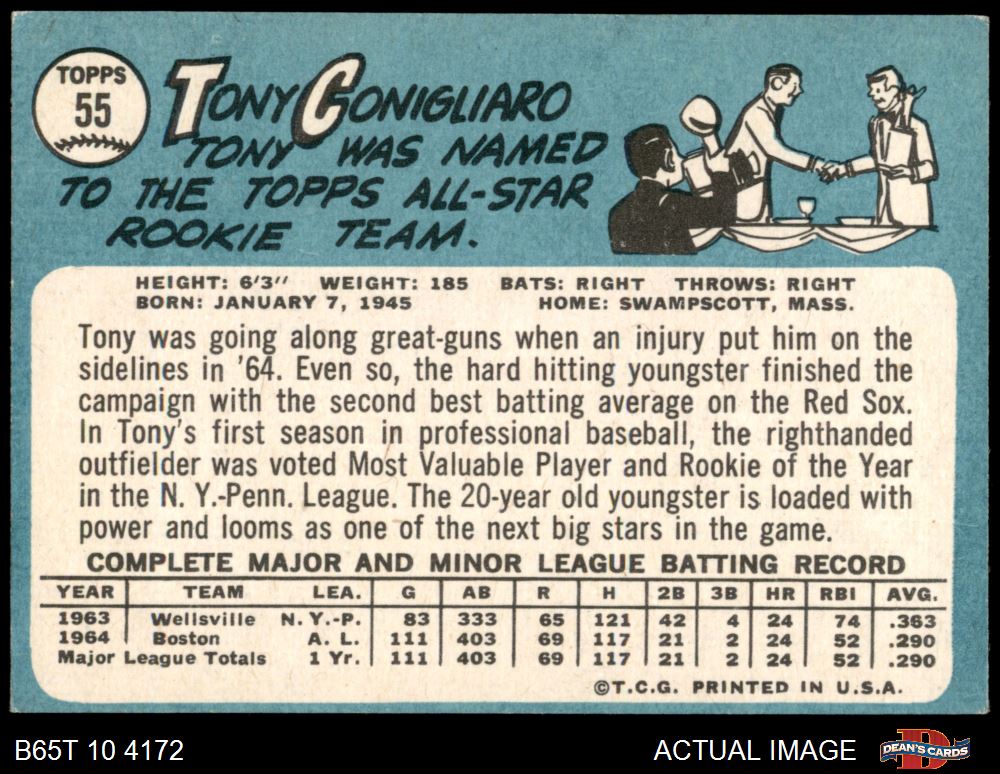 TOPPS
55
TONY CONIGLIARO
TONY WAS NAMED
TO THE TOPPS ALL-STAR
ROOKIE TEAM.
HEIGHT: 6'3" WEIGHT: 185 BATS: RIGHT THROWS: RIGHT
BORN: JANUARY 7, 1945 HOME: SWAMPSCOTT, MASS.
Tony was going along great-guns when an injury put him on the
sidelines in '64. Even so, the hard hitting youngster finished the
campaign with the second best batting average on the Red Sox.
In Tony's first season in professional baseball, the righthanded
outfielder was voted Most Valuable Player and Rookie of the Year
in the N. Y.-Penn. League. The 20-year old youngster is loaded with
power and looms as one of the next big stars in the game.
COMPLETE MAJOR AND MINOR LEAGUE BATTING RECORD
YEAR TEAM LEA. G AB R H 2B 3B HR RBI AVG.
1963 Wellsville N. Y.-P. 83 333 65 121 42 4 24 74 .363
1964 Boston A. L. 111 403 69 117 21 2 24 52 .290
Major League Totals 1 Yr. 111 403 69 117 21 2 24 52 .290
©T.C.G. PRINTED IN U.S.A.
B65T 10 4172 ACTUAL IMAGE DEAN'S CARDS